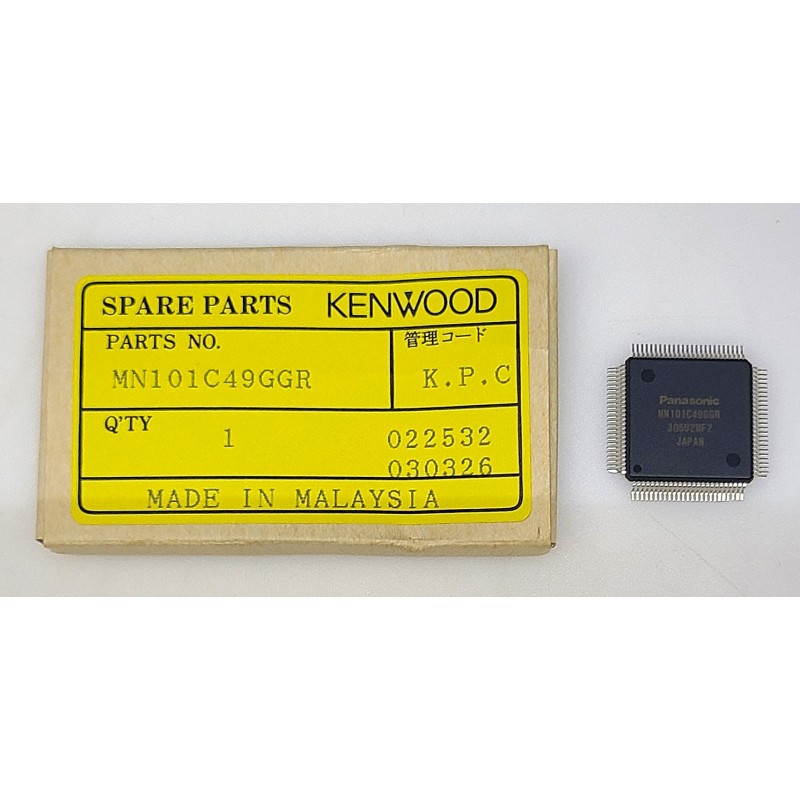 SPARE PARTS KENWOOD
PARTS NO. 管理コード
MN101C49GGR K.P.C
Q'TY
1 022532
030326
MADE IN MALAYSIA
Panasonic
MN101C49GGR
JAPAN